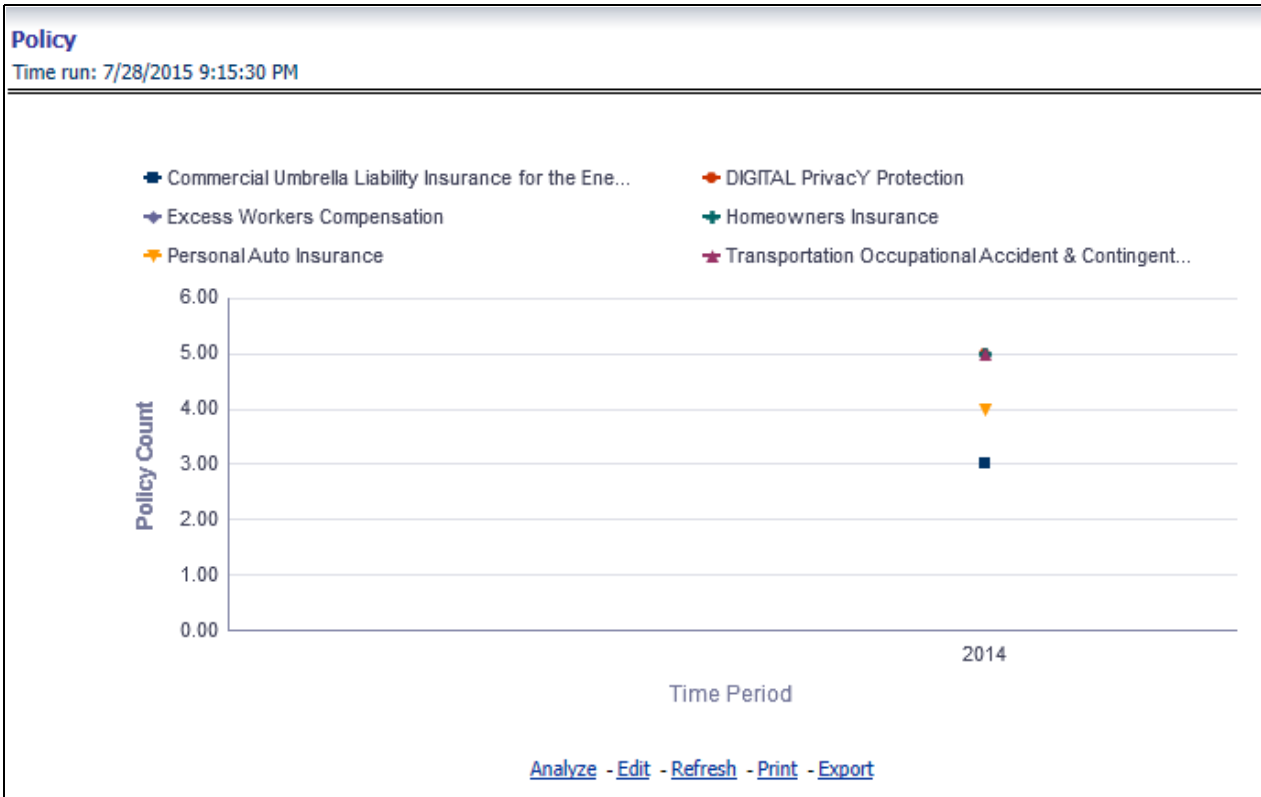 Policy
Time run: 7/28/2015 9:15:30 PM
Commercial Umbrella Liability Insurance for the Ene... DIGITAL PrivacY Protection
Excess Workers Compensation Homeowners Insurance
Personal Auto Insurance Transportation Occupational Accident & Contingent...
6.00
5.00
4.00
3.00
2.00
1.00
0.00
Policy Count
2014
Time Period
Analyze - Edit - Refresh - Print - Export